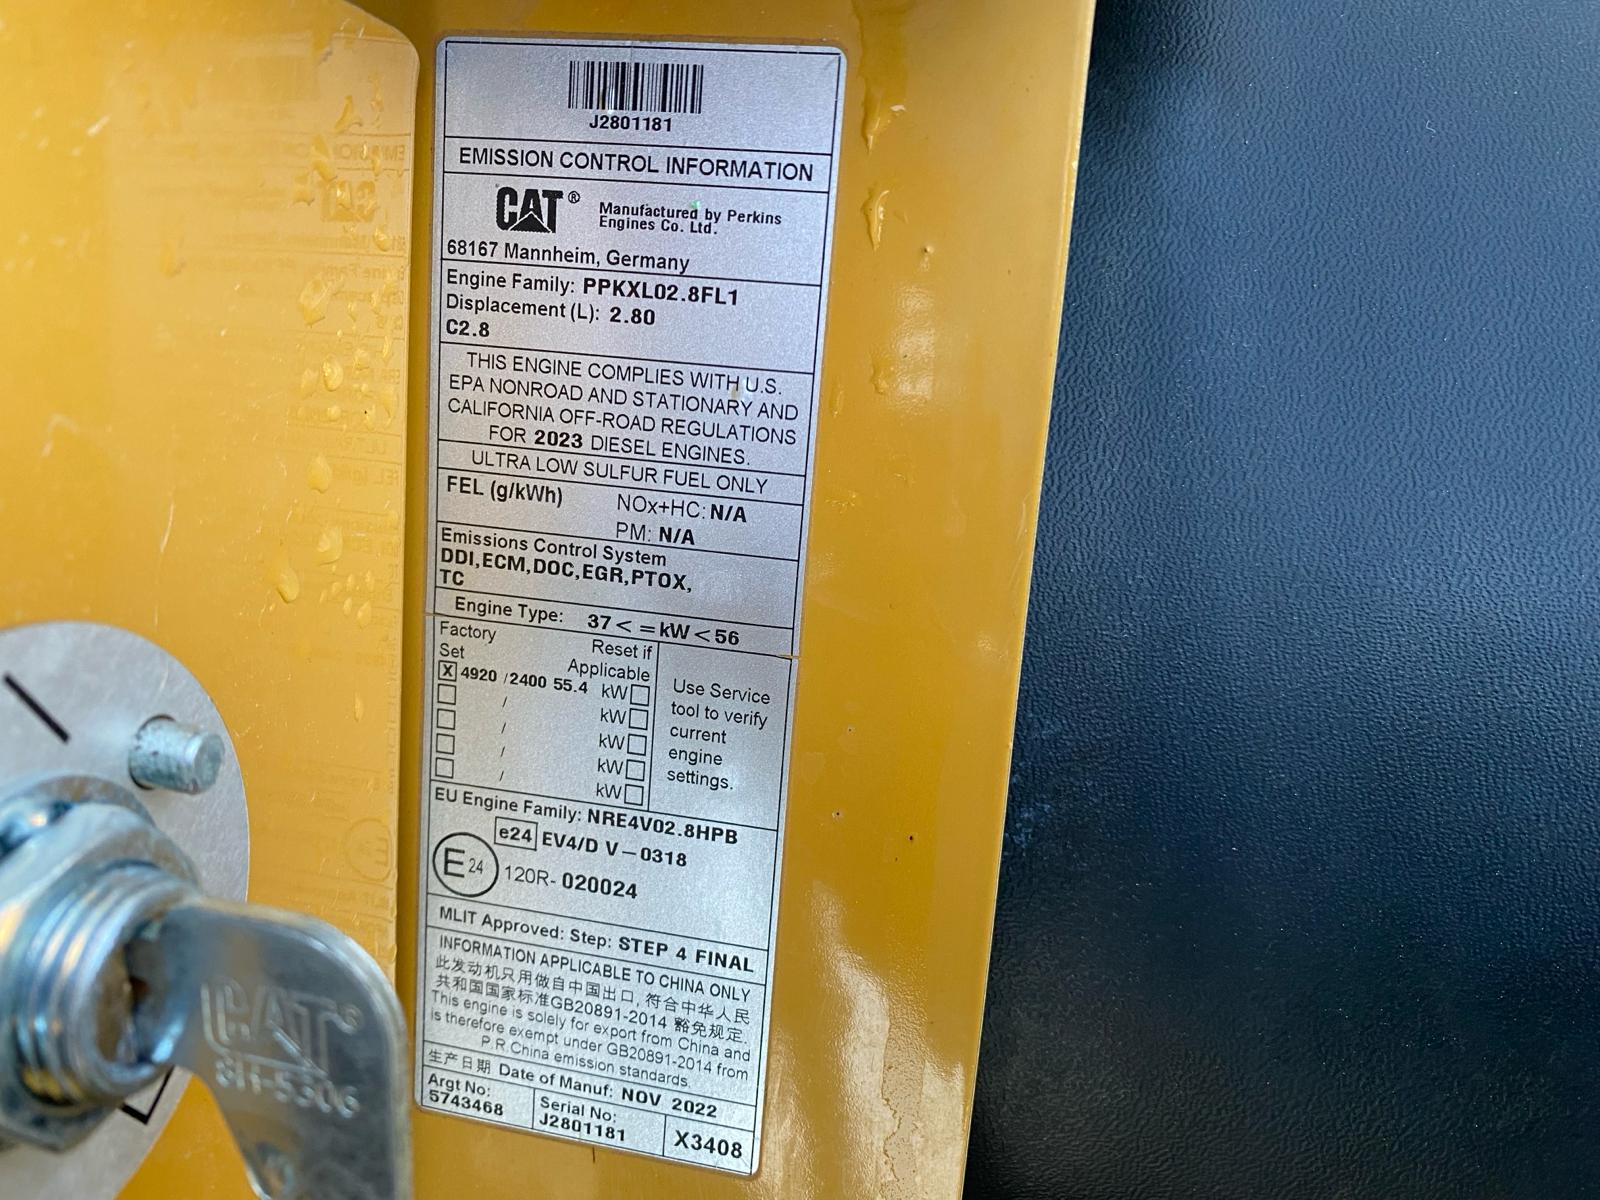 J2801181
EMISSION CONTROL INFORMATION
CAT® Manufactured by Perkins
Engines Co. Ltd.
68167 Mannheim, Germany
Engine Family: PPKXL02.8FL1
Displacement (L): 2.80
C2.8
THIS ENGINE COMPLIES WITH U.S.
EPA NONROAD AND STATIONARY AND
CALIFORNIA OFF-ROAD REGULATIONS
FOR 2023 DIESEL ENGINES.
ULTRA LOW SULFUR FUEL ONLY
FEL (g/kWh) NOx+HC: N/A
PM: N/A
Emissions Control System
DDI,ECM,DOC,EGR,PTOX,
TC
Engine Type: 37<=kW<56
Factory
Set
Reset if
Applicable
X 4920 /2400 55.4 kW
/ kW
/ kW
/ kW
/ kW
Use Service
tool to verify
current
engine
settings.
EU Engine Family: NRE4V02.8HPB
e24 EV4/D V-0318
E 24 120R- 020024
MLIT Approved: Step: STEP 4 FINAL
INFORMATION APPLICABLE TO CHINA ONLY
此发动机只用做自中国出口, 符合中华人民
共和国国家标准GB20891-2014 豁免规定.
This engine is solely for export from China and
is therefore exempt under GB20891-2014 from
P.R.China emission standards.
生产日期 Date of Manuf: NOV 2022
Argt No:
5743468
Serial No:
J2801181
X3408
CAT®
8H-5306